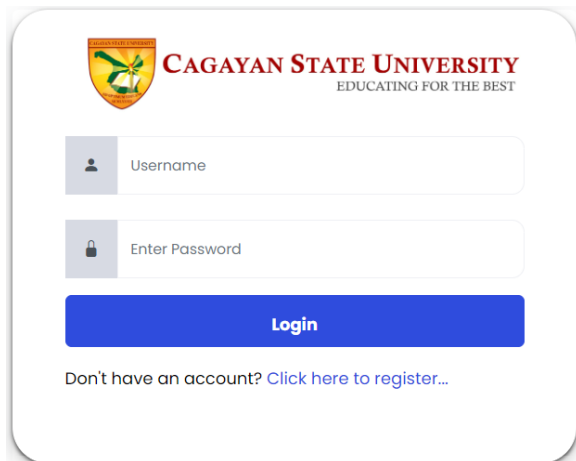 CAGAYAN STATE UNIVERSITY
EDUCATING FOR THE BEST
Username
Enter Password
Login
Don't have an account? Click here to register...